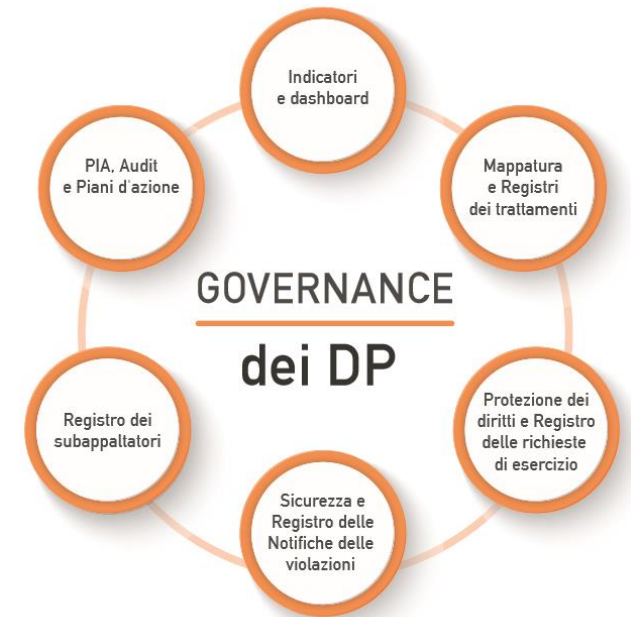 Indicatori
e dashboard
PIA, Audit
e Piani d'azione
Mappatura
e Registri
dei trattamenti
GOVERNANCE
dei DP
Registro dei
subappaltatori
Protezione dei
diritti e Registro
delle richieste
di esercizio
Sicurezza e
Registro delle
Notifiche delle
violazioni